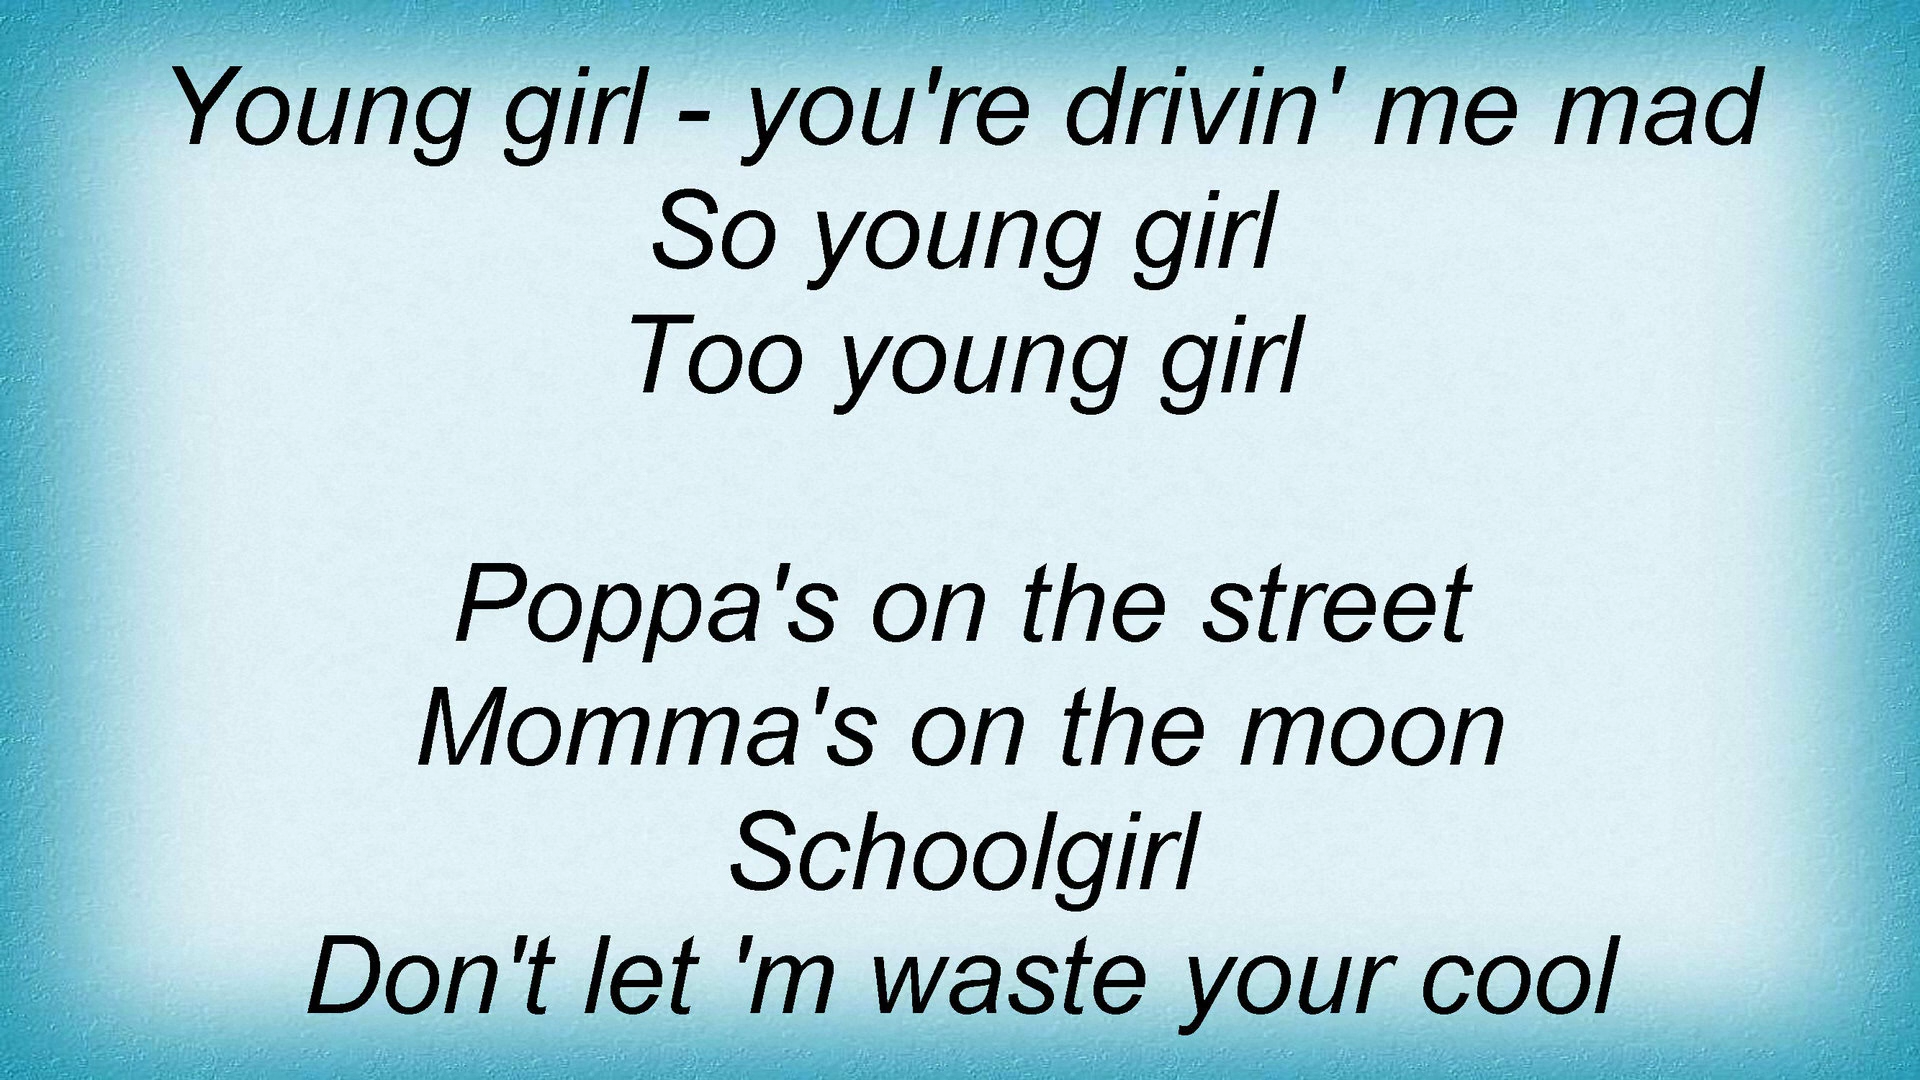 Young girl - you're drivin' me mad
So young girl
Too young girl
Poppa's on the street
Momma's on the moon
Schoolgirl
Don't let 'm waste your cool